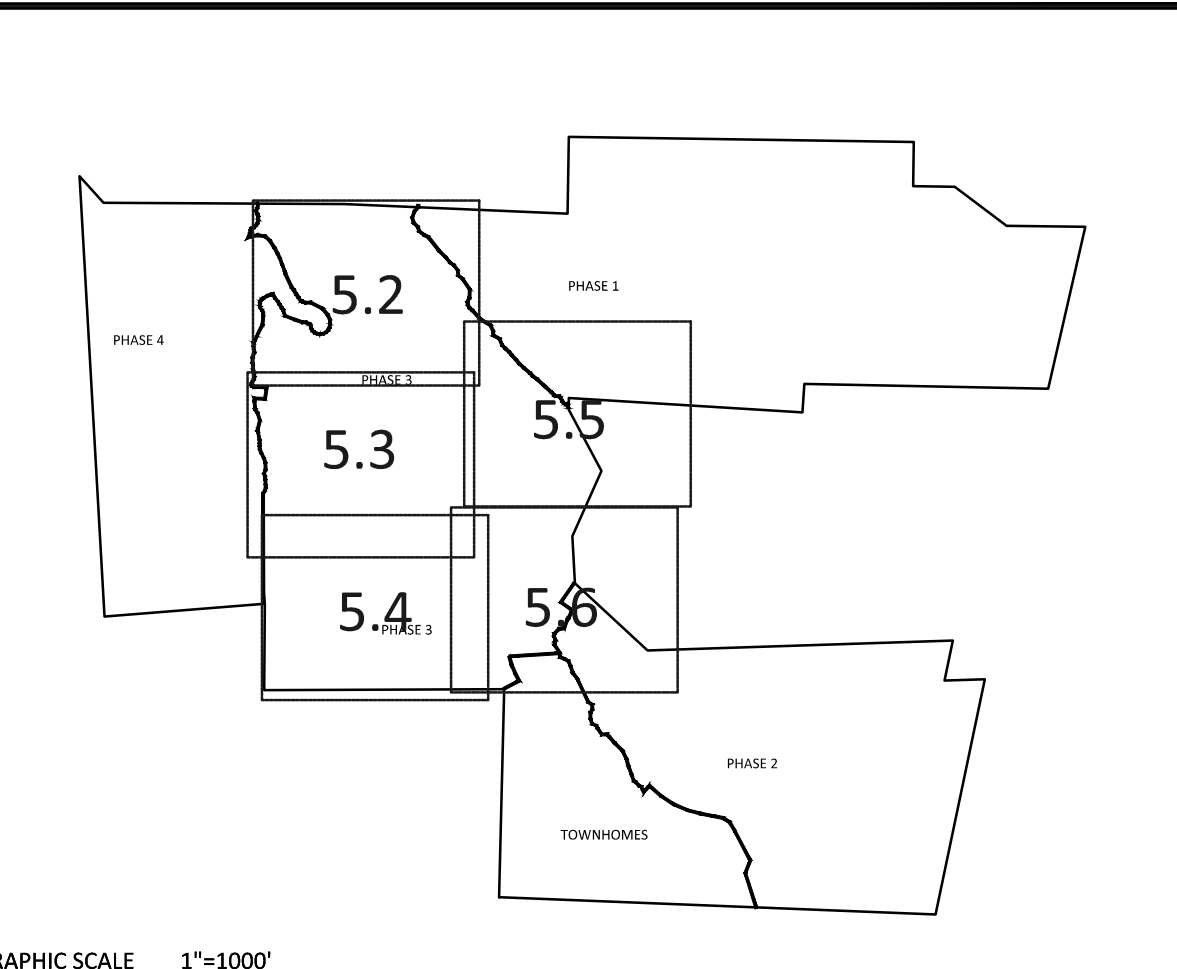 PHASE 1
5.2
PHASE 4
PHASE 3
5.5
5.3
5.6
5.4
PHASE 3
PHASE 2
TOWNHOMES
RAPHIC SCALE 1"=1000'